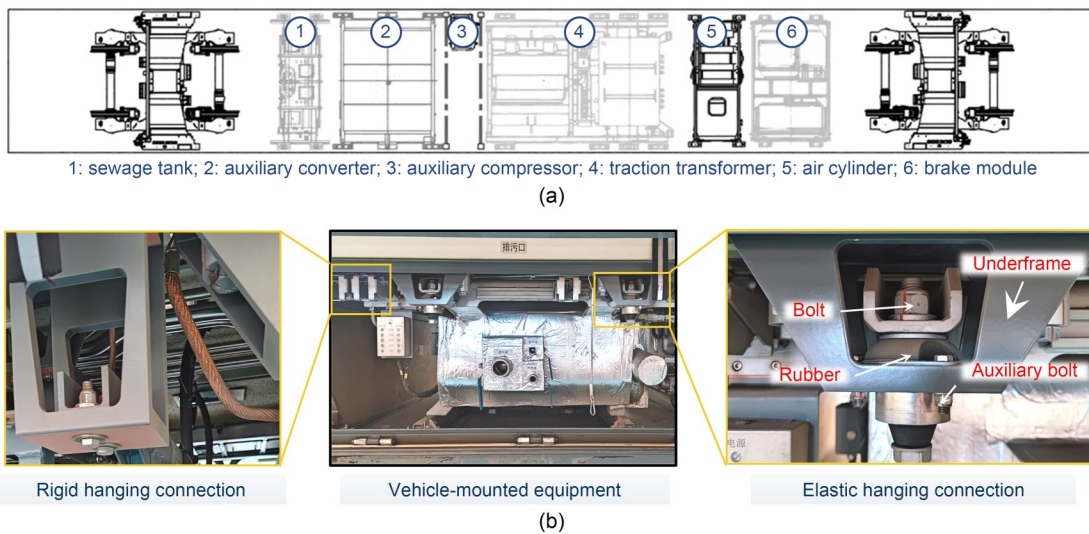 1 2 3 4 5 6
1: sewage tank; 2: auxiliary converter; 3: auxiliary compressor; 4: traction transformer; 5: air cylinder; 6: brake module
(a)
排污口
Underframe
Bolt
Rubber
Auxiliary bolt
电源
Rigid hanging connection
Vehicle-mounted equipment
Elastic hanging connection
(b)